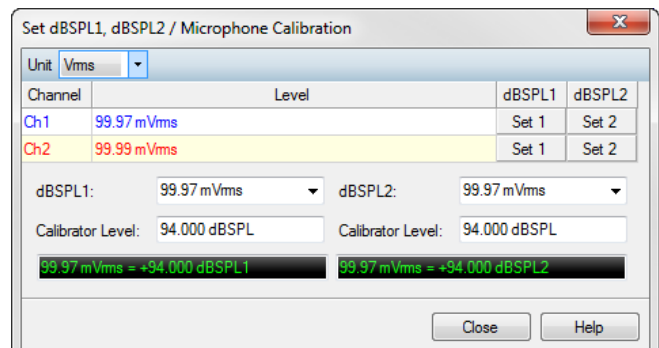 Set dBSPL1, dBSPL2 / Microphone Calibration
Unit Vrms
Channel Level dBSPL1 dBSPL2
Ch1 99.97 mVrms Set 1 Set 2
Ch2 99.99 mVrms Set 1 Set 2
dBSPL1: 99.97 mVrms dBSPL2: 99.97 mVrms
Calibrator Level: 94.000 dBSPL Calibrator Level: 94.000 dBSPL
99.97 mVrms = +94.000 dBSPL1 99.97 mVrms = +94.000 dBSPL2
Close Help